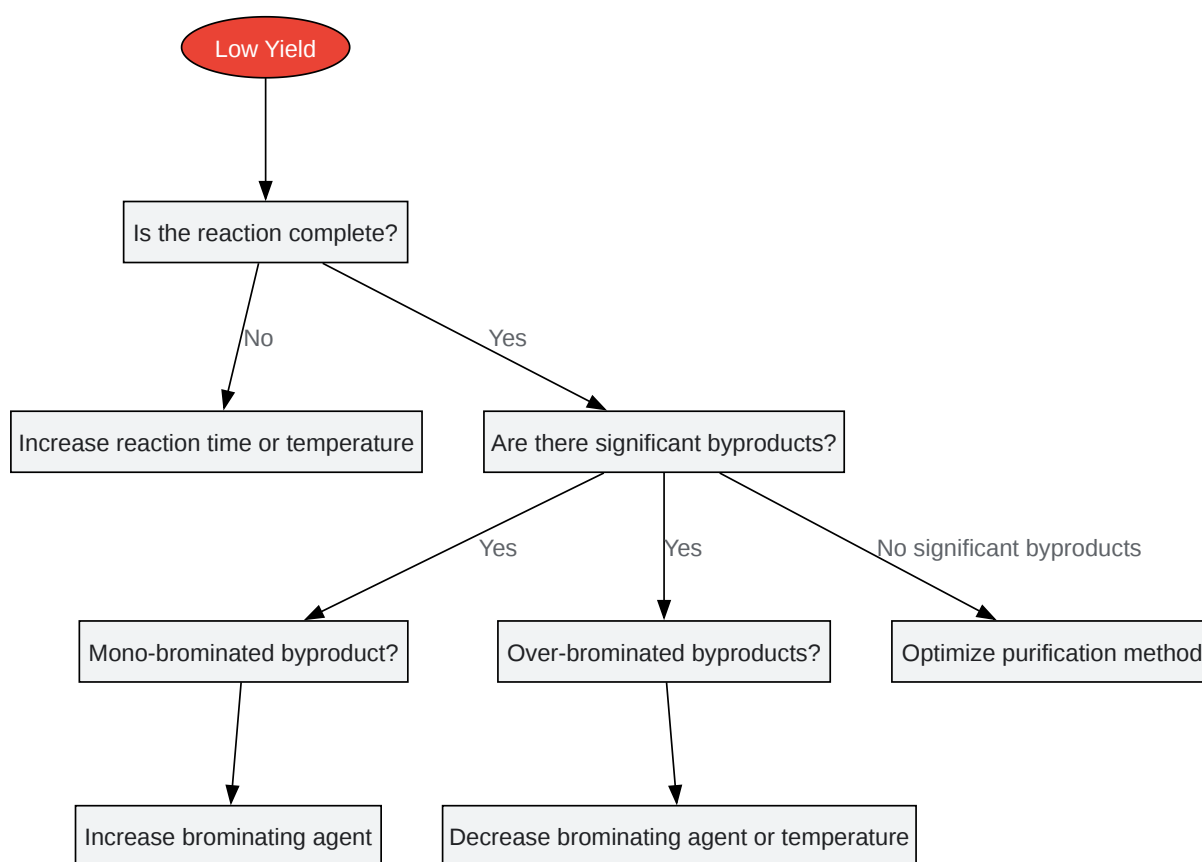 Low Yield
Is the reaction complete?
No
Yes
Increase reaction time or temperature
Are there significant byproducts?
Yes
Yes
No significant byproducts
Mono-brominated byproduct?
Over-brominated byproducts?
Optimize purification method
Increase brominating agent
Decrease brominating agent or temperature